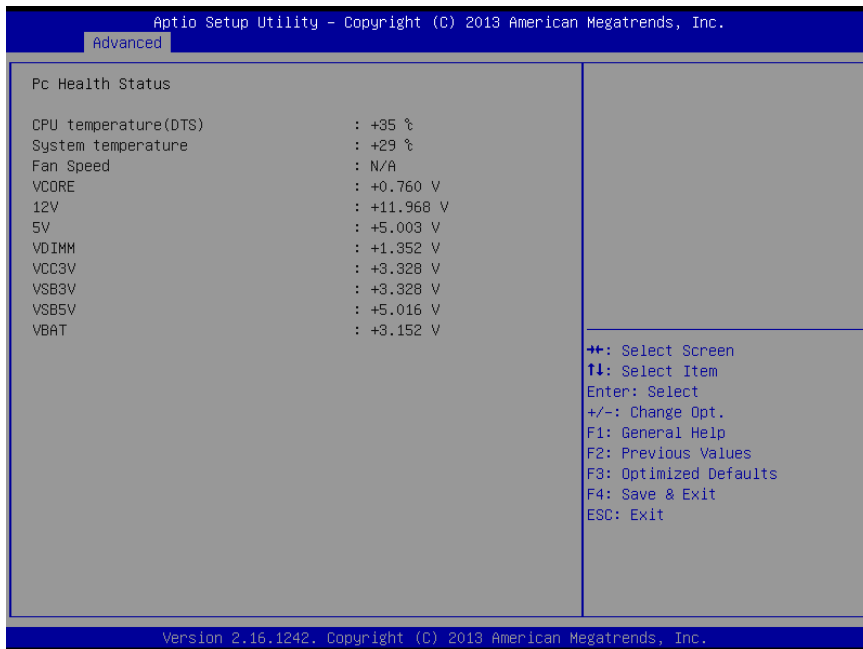 Aptio Setup Utility – Copyright (C) 2013 American Megatrends, Inc.
Advanced
Pc Health Status
CPU temperature(DTS) : +35 ℃
System temperature : +29 ℃
Fan Speed : N/A
VCORE : +0.760 V
12V : +11.968 V
5V : +5.003 V
VDIMM : +1.352 V
VCC3V : +3.328 V
VSB3V : +3.328 V
VSB5V : +5.016 V
VBAT : +3.152 V
→←: Select Screen
↑↓: Select Item
Enter: Select
+/-: Change Opt.
F1: General Help
F2: Previous Values
F3: Optimized Defaults
F4: Save & Exit
ESC: Exit
Version 2.16.1242. Copyright (C) 2013 American Megatrends, Inc.